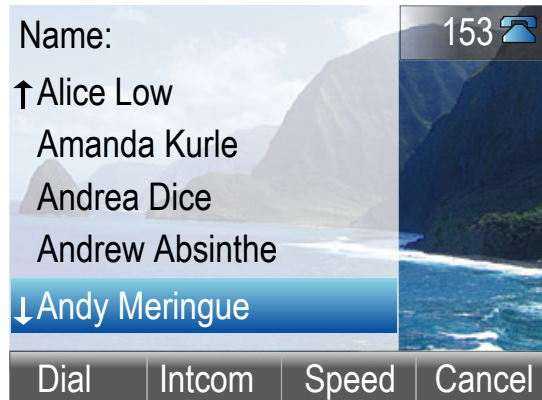 Name:
153
↑Alice Low
Amanda Kurle
Andrea Dice
Andrew Absinthe
↓Andy Meringue
Dial Intcom Speed Cancel